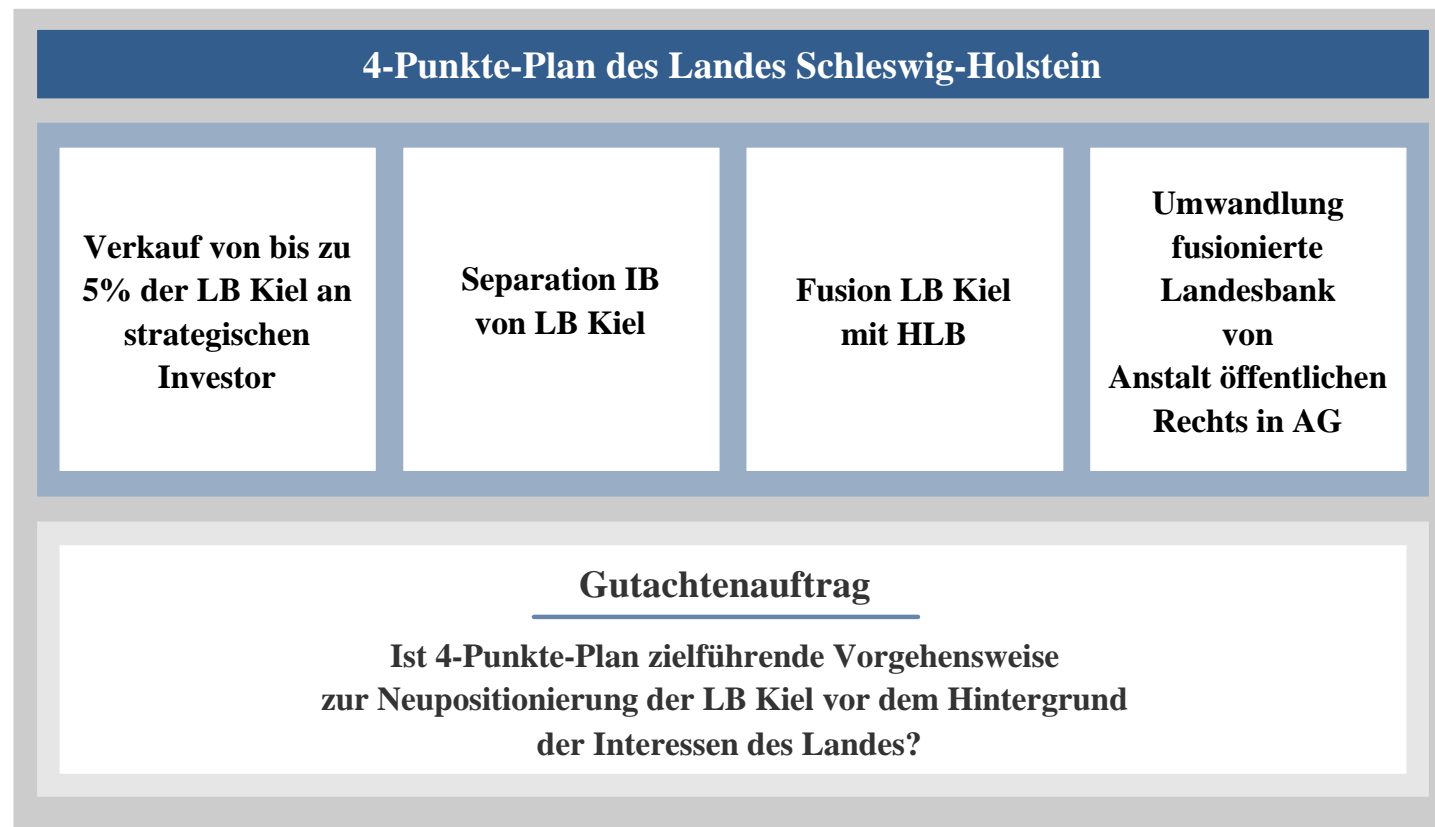 4-Punkte-Plan des Landes Schleswig-Holstein
Verkauf von bis zu
5% der LB Kiel an
strategischen
Investor
Separation IB
von LB Kiel
Fusion LB Kiel
mit HLB
Umwandlung
fusionierte
Landesbank
von
Anstalt öffentlichen
Rechts in AG
Gutachtenauftrag
Ist 4-Punkte-Plan zielführende Vorgehensweise
zur Neupositionierung der LB Kiel vor dem Hintergrund
der Interessen des Landes?